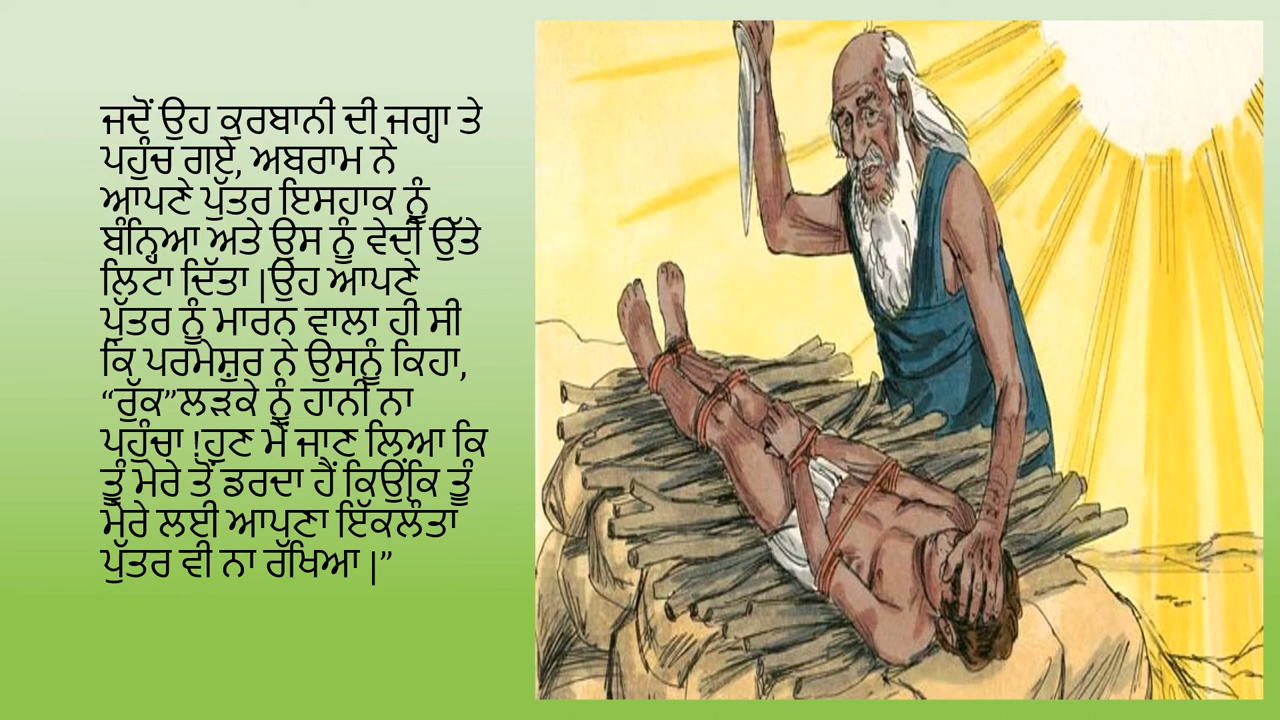 ਜਦੋਂ ਉਹ ਕੁਰਬਾਨੀ ਦੀ ਜਗ੍ਹਾ ਤੇ
ਪਹੁੰਚ ਗਏ, ਅਬਰਾਮ ਨੇ
ਆਪਣੇ ਪੁੱਤਰ ਇਸਹਾਕ ਨੂੰ
ਬੰਨ੍ਹਿਆ ਅਤੇ ਉਸ ਨੂੰ ਵੇਦੀ ਉੱਤੇ
ਲਿਟਾ ਦਿੱਤਾ |ਉਹ ਆਪਣੇ
ਪੁੱਤਰ ਨੂੰ ਮਾਰਨ ਵਾਲਾ ਹੀ ਸੀ
ਕਿ ਪਰਮੇਸ਼ੁਰ ਨੇ ਉਸਨੂੰ ਕਿਹਾ,
“ਰੁੱਕ”ਲੜਕੇ ਨੂੰ ਹਾਨੀ ਨਾ
ਪਹੁੰਚਾ !ਹੁਣ ਮੈਂ ਜਾਣ ਲਿਆ ਕਿ
ਤੂੰ ਮੇਰੇ ਤੋਂ ਡਰਦਾ ਹੈਂ ਕਿਉਂਕਿ ਤੂੰ
ਮੇਰੇ ਲਈ ਆਪਣਾ ਇੱਕਲੌਤਾ
ਪੁੱਤਰ ਵੀ ਨਾ ਰੱਖਿਆ |”